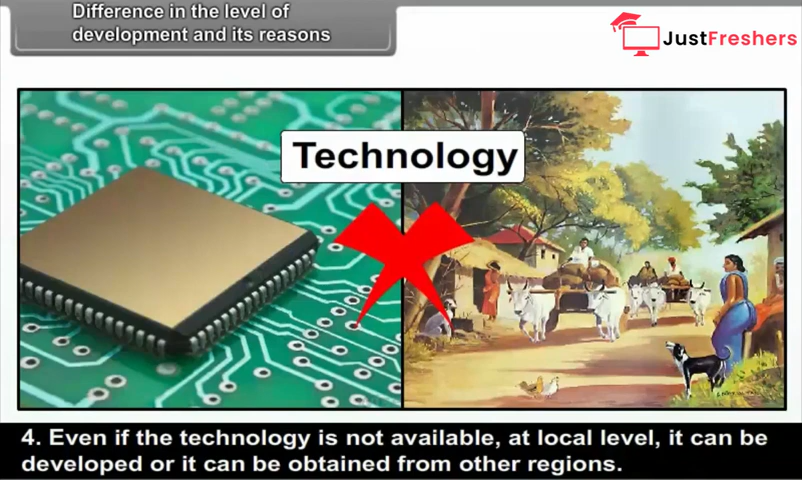 Difference in the level of
development and its reasons
JustFreshers
Technology
4. Even if the technology is not available, at local level, it can be
developed or it can be obtained from other regions.